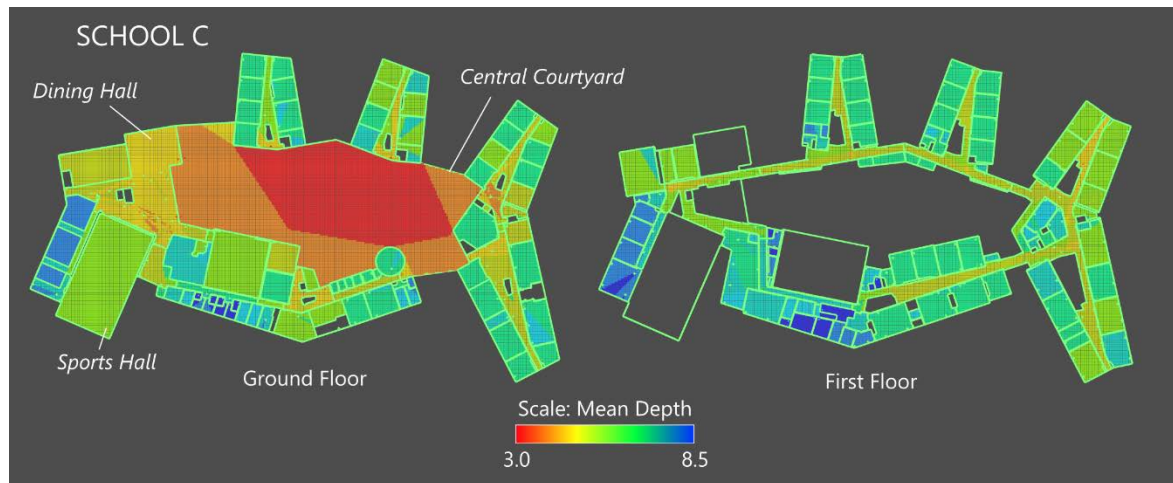 SCHOOL C
Dining Hall
Central Courtyard
Sports Hall
Ground Floor
First Floor
Scale: Mean Depth
3.0
8.5